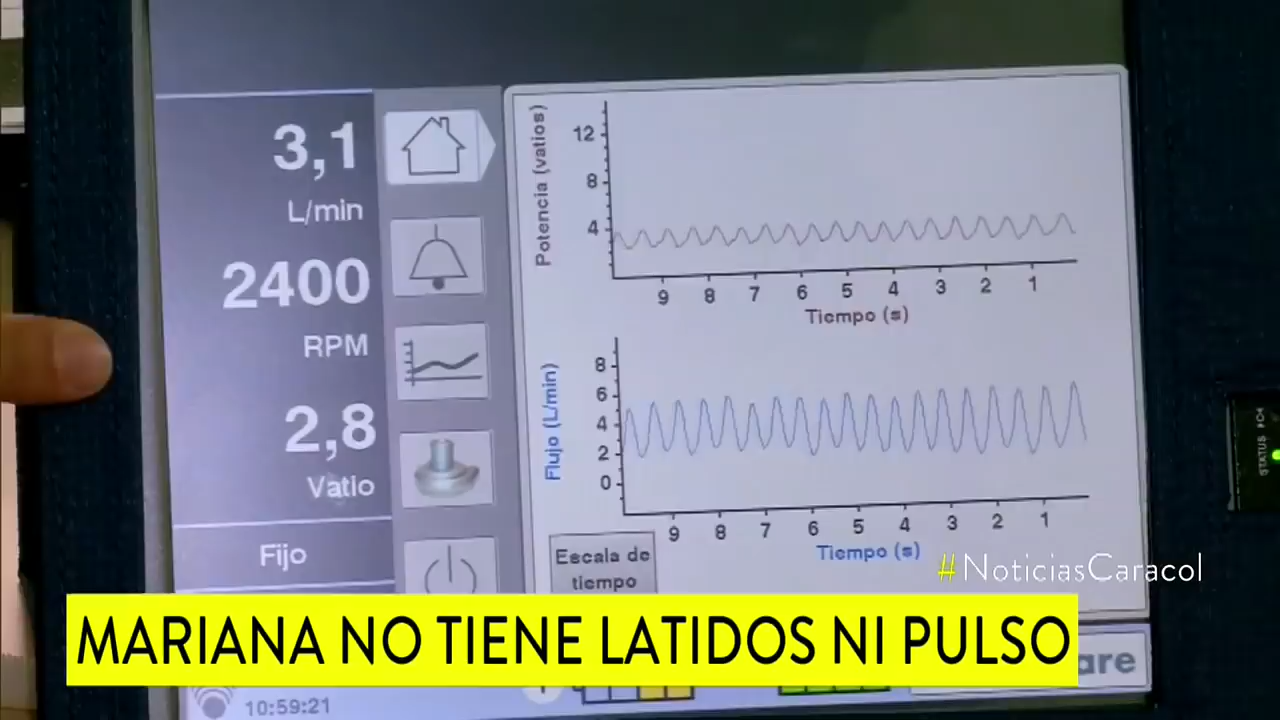 3,1
L/min
2400
RPM
2,8
Vatio
Fijo
Potencia (vatios)
12
8
4
9 8 7 6 5 4 3 2 1
Tiempo (s)
Flujo (L/min)
8
6
4
2
0
9 8 7 6 5 4 3 2 1
Tiempo (s)
Escala de
tiempo
STATUS
#NoticiasCaracol
MARIANA NO TIENE LATIDOS NI PULSO
are
10:59:21